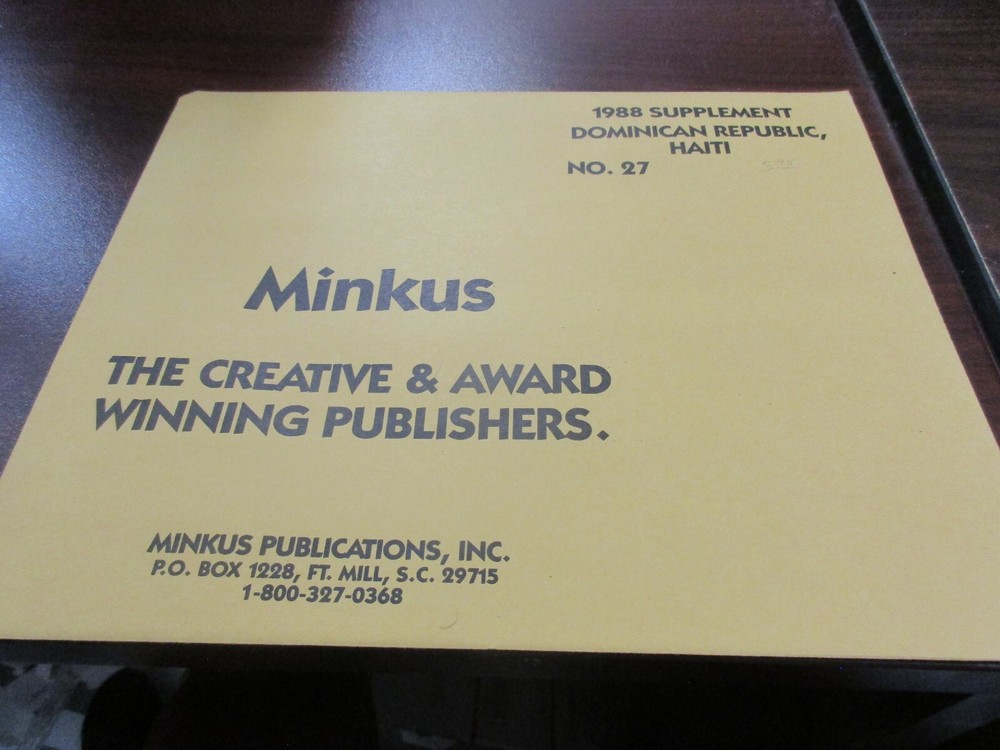 1988 SUPPLEMENT
DOMINICAN REPUBLIC,
HAITI
NO. 27
Minkus
THE CREATIVE & AWARD
WINNING PUBLISHERS.
MINKUS PUBLICATIONS, INC.
P.O. BOX 1228, FT. MILL, S.C. 29715
1-800-327-0368